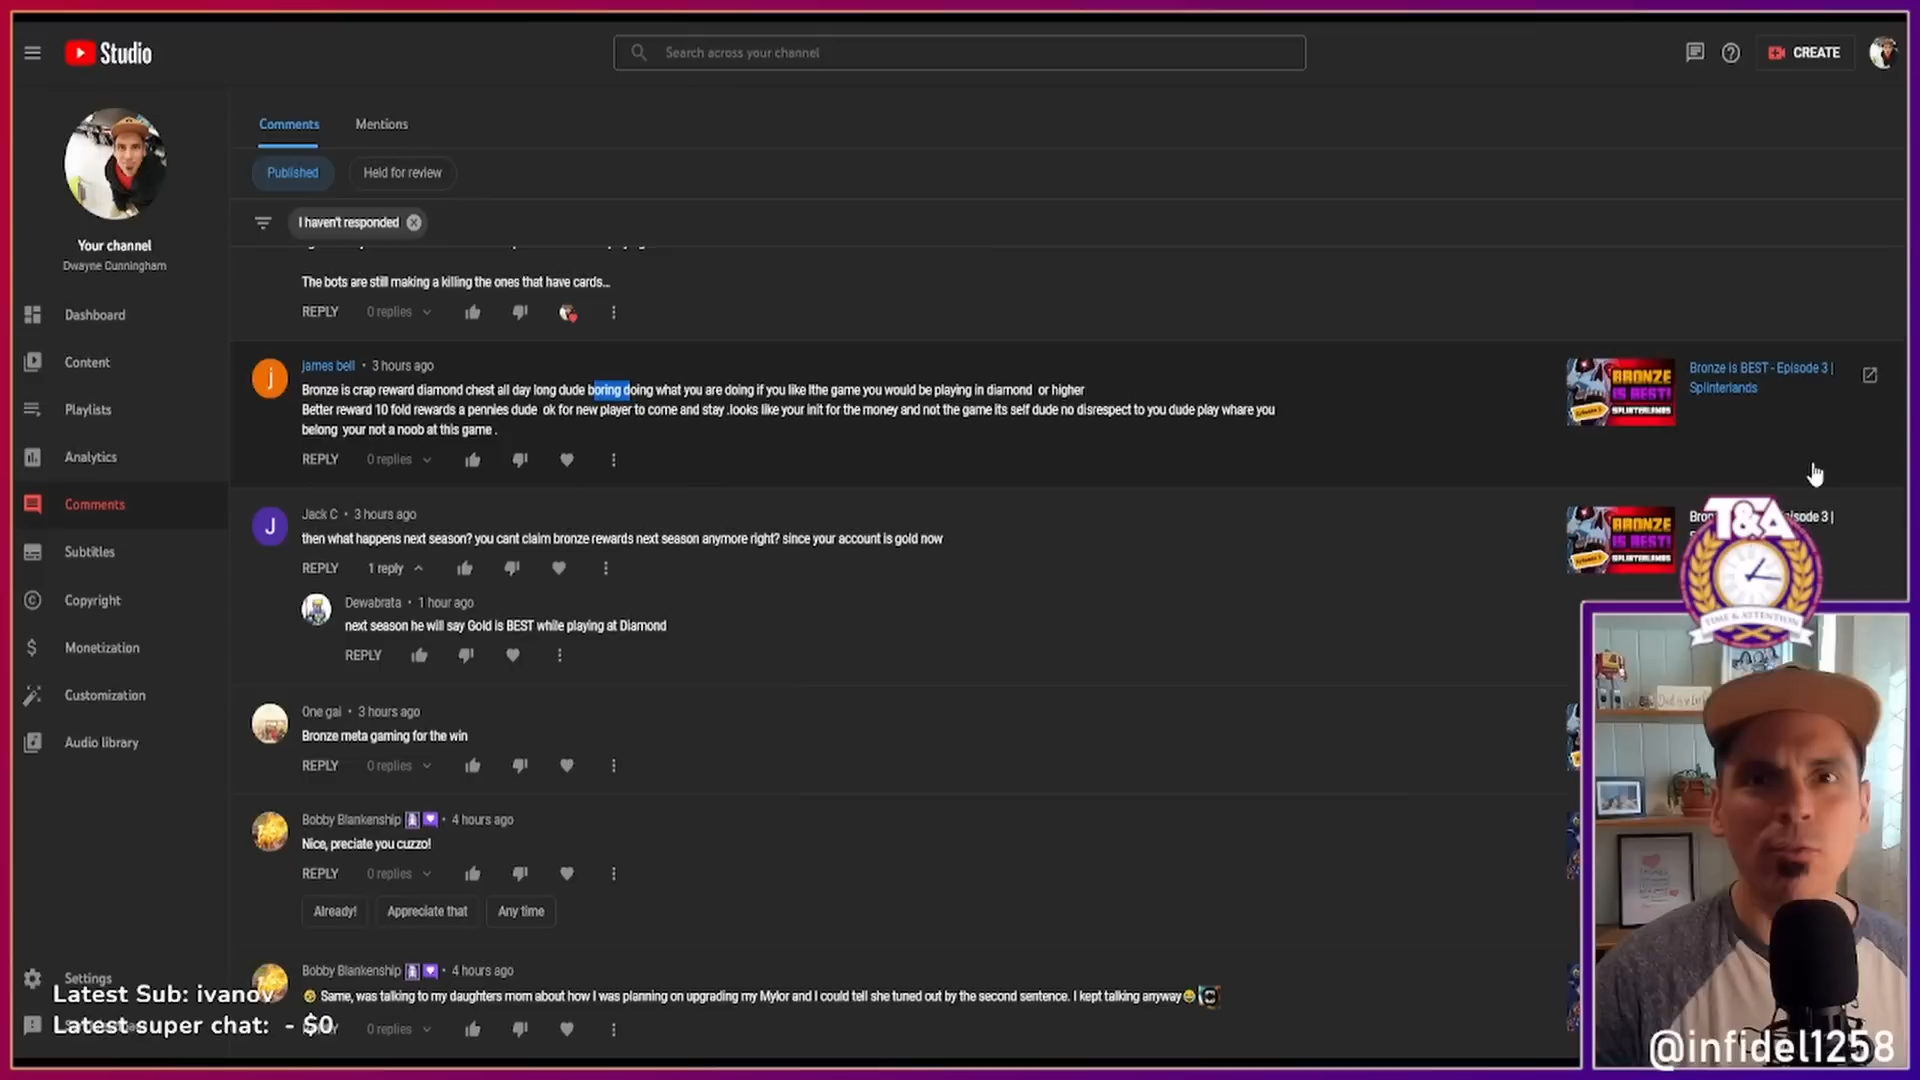 Studio
Search across your channel
CREATE
Your channel
Dwayne Cunningham
Dashboard
Content
Playlists
Analytics
Comments
Subtitles
Copyright
Monetization
Customization
Audio library
Settings
Comments
Mentions
Published
Held for review
I haven't responded
The bots are still making a killing the ones that have cards...
REPLY
0 replies
james bell • 3 hours ago
Bronze is crap reward diamond chest all day long dude boring doing what you are doing if you like lthe game you would be playing in diamond or higher
Better reward 10 fold rewards a pennies dude ok for new player to come and stay .looks like your init for the money and not the game its self dude no disrespect to you dude play whare you
belong your not a noob at this game .
REPLY
0 replies
BRONZE
IS BEST!
SPLINTERLANDS
Bronze is BEST - Episode 3 |
Splinterlands
Jack C • 3 hours ago
then what happens next season? you cant claim bronze rewards next season anymore right? since your account is gold now
REPLY
1 reply
BRONZE
IS BEST!
SPLINTERLANDS
Dewabrata • 1 hour ago
next season he will say Gold is BEST while playing at Diamond
REPLY
One gai • 3 hours ago
Bronze meta gaming for the win
REPLY
0 replies
Bobby Blankenship • 4 hours ago
Nice, preciate you cuzzo!
REPLY
0 replies
Already!
Appreciate that
Any time
Bobby Blankenship • 4 hours ago
🤣 Same, was talking to my daughters mom about how I was planning on upgrading my Mylor and I could tell she tuned out by the second sentence. I kept talking anyway😂
0 replies
Latest Sub: ivanov
Latest super chat: - $0
T&A
TIME & ATTENTION
@infidel1258